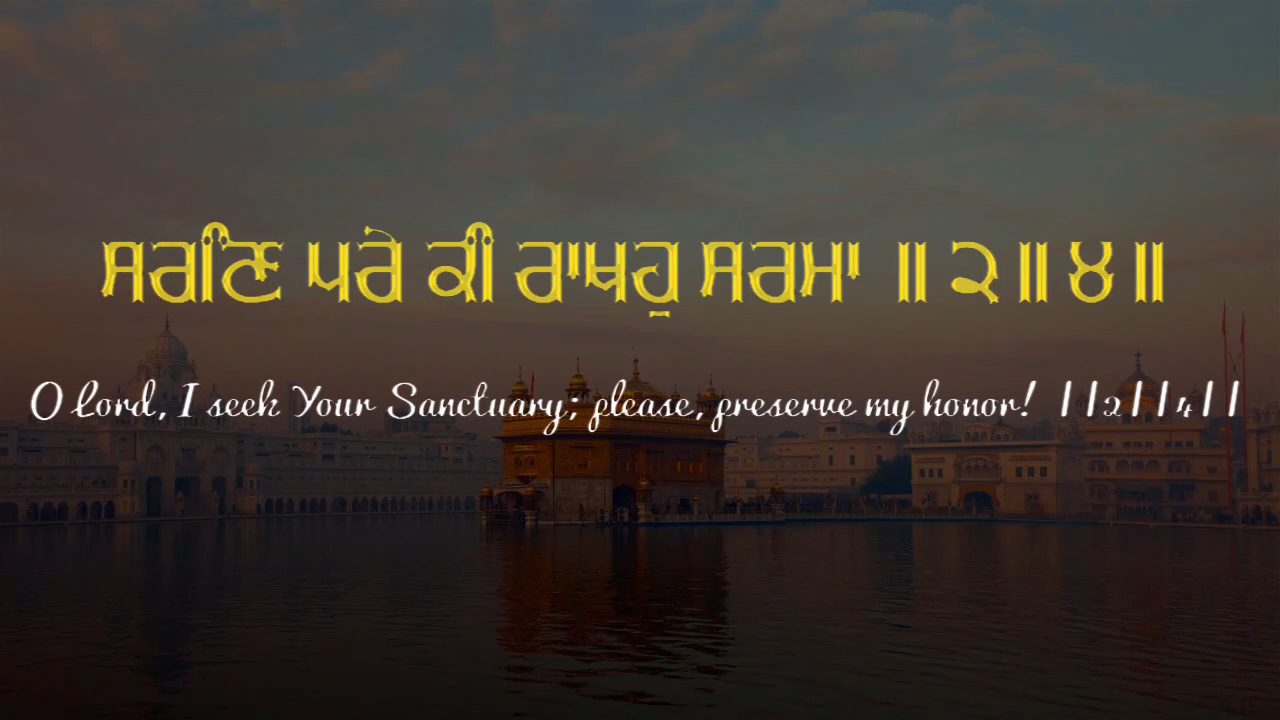 ਸਰਣਿ ਪਰੇ ਕੀ ਰਾਖਹੁ ਸਰਮਾ ॥ ੨ ॥ ੪ ॥
O Lord, I seek Your Sanctuary; please, preserve my honor! ||2||4||